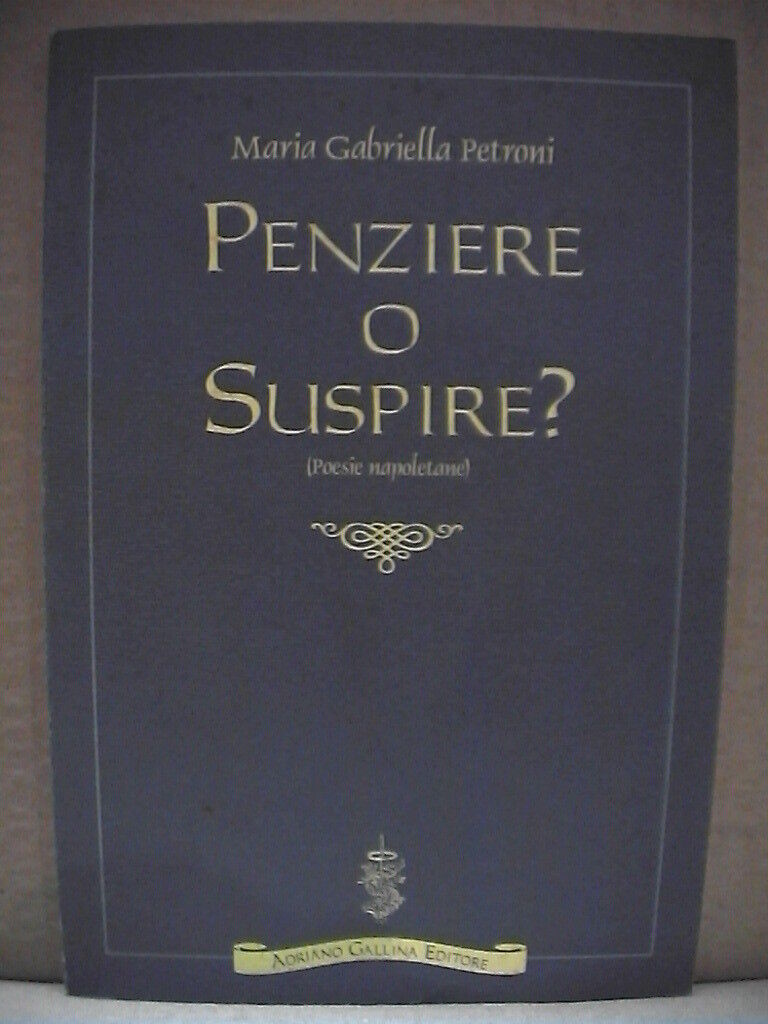 Maria Gabriella Petroni
PENZIERE
O
SUSPIRE?
(Poesie napoletane)
ADRIANO GALLINA EDITORE